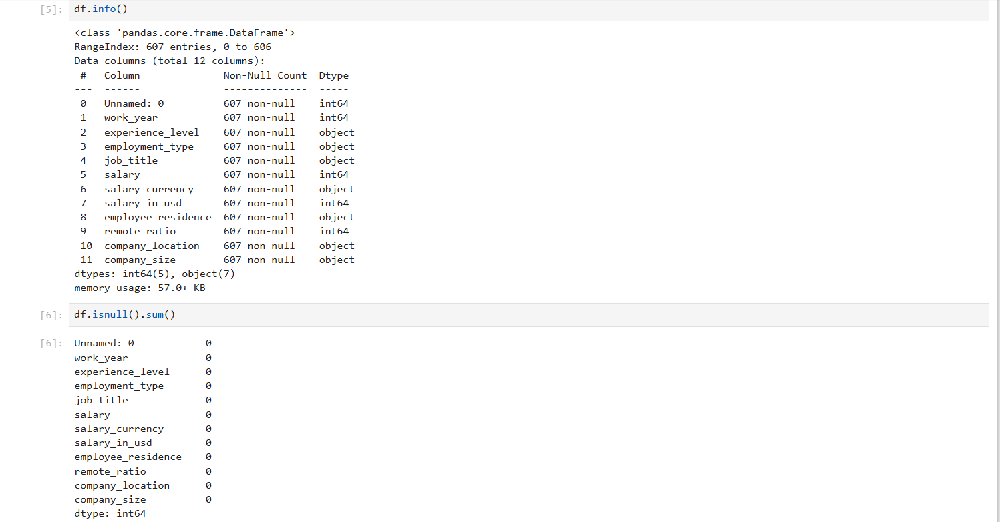 [5]: df.info()
<class 'pandas.core.frame.DataFrame'>
RangeIndex: 607 entries, 0 to 606
Data columns (total 12 columns):
 #   Column              Non-Null Count  Dtype
---  ------              --------------  -----
 0   Unnamed: 0          607 non-null    int64
 1   work_year           607 non-null    int64
 2   experience_level    607 non-null    object
 3   employment_type     607 non-null    object
 4   job_title           607 non-null    object
 5   salary              607 non-null    int64
 6   salary_currency     607 non-null    object
 7   salary_in_usd       607 non-null    int64
 8   employee_residence  607 non-null    object
 9   remote_ratio        607 non-null    int64
 10  company_location    607 non-null    object
 11  company_size        607 non-null    object
dtypes: int64(5), object(7)
memory usage: 57.0+ KB
[6]: df.isnull().sum()
[6]: Unnamed: 0            0
work_year             0
experience_level      0
employment_type       0
job_title             0
salary                0
salary_currency       0
salary_in_usd         0
employee_residence    0
remote_ratio          0
company_location      0
company_size          0
dtype: int64